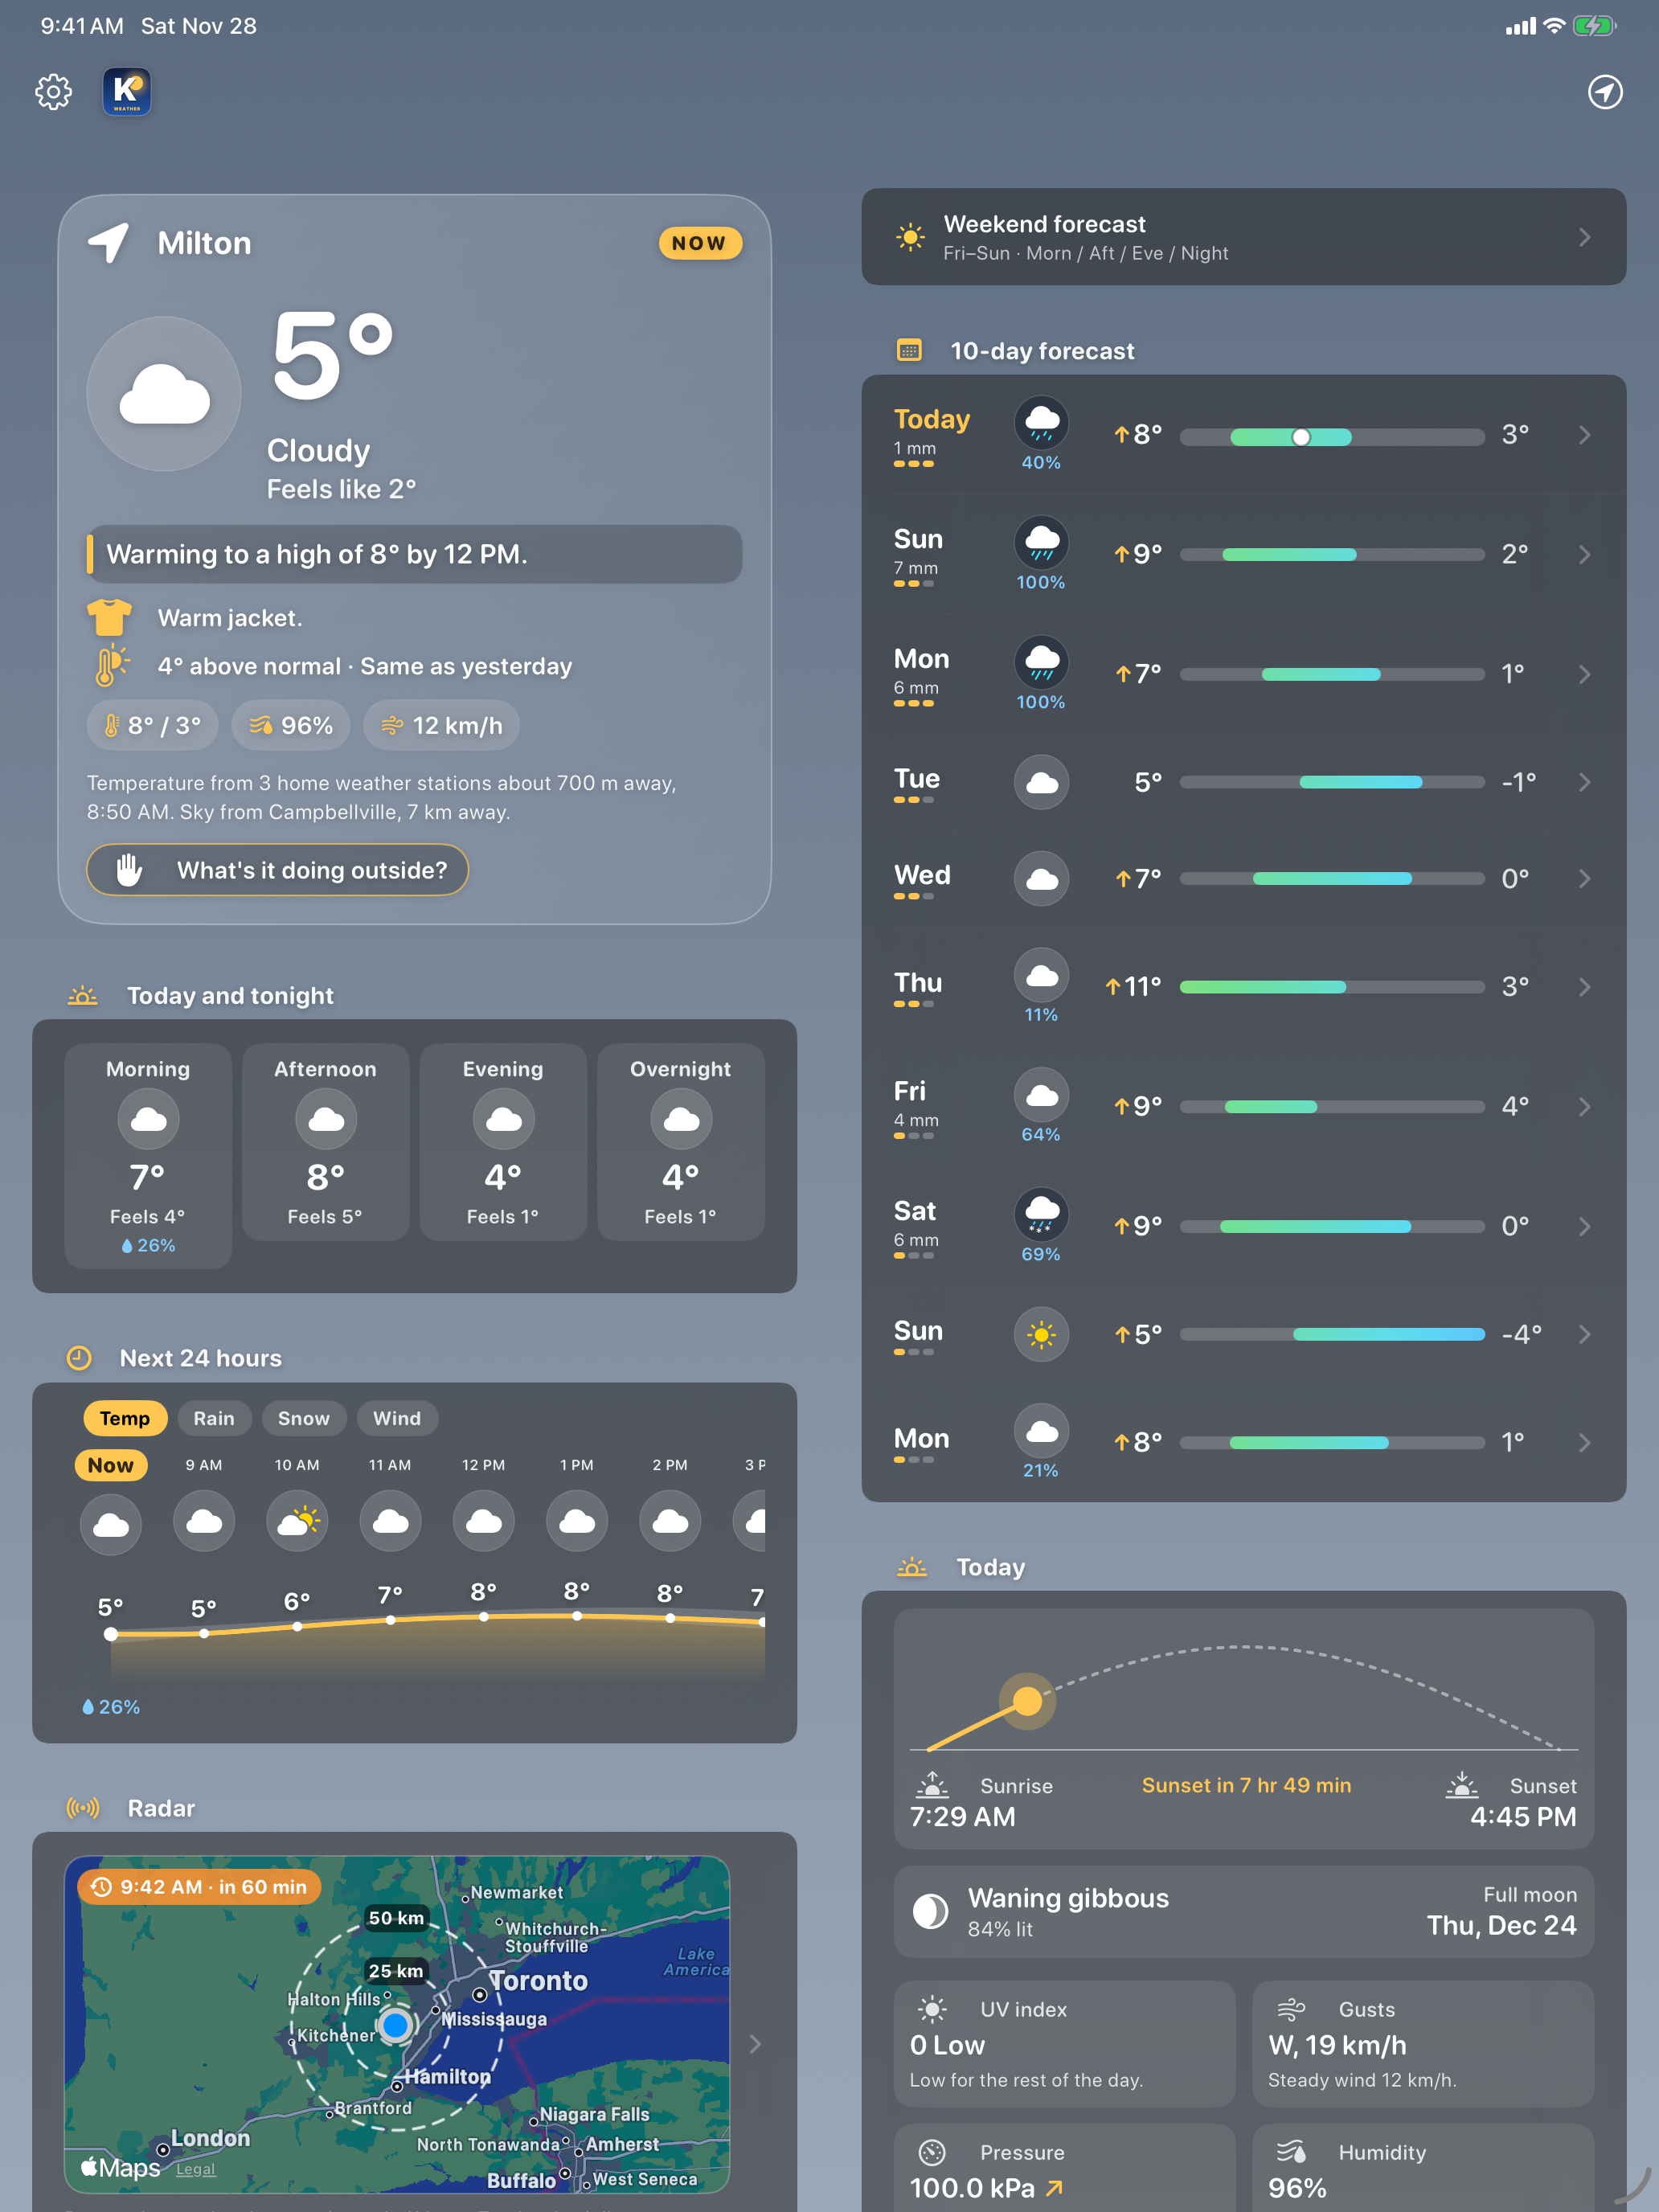 9:41 AM Sat Nov 28
K
WEATHER
Milton
NOW
5°
Cloudy
Feels like 2°
Warming to a high of 8° by 12 PM.
Warm jacket.
4° above normal · Same as yesterday
8° / 3°
96%
12 km/h
Temperature from 3 home weather stations about 700 m away,
8:50 AM. Sky from Campbellville, 7 km away.
What's it doing outside?
Today and tonight
Morning
7°
Feels 4°
26%
Afternoon
8°
Feels 5°
Evening
4°
Feels 1°
Overnight
4°
Feels 1°
Next 24 hours
Temp Rain Snow Wind
Now 9 AM 10 AM 11 AM 12 PM 1 PM 2 PM 3 P
5° 5° 6° 7° 8° 8° 8° 7
26%
Radar
9:42 AM · in 60 min
50 km
25 km
Newmarket
Whitchurch-
Stouffville
Lake
America
Toronto
Halton Hills
Mississauga
Kitchener
Hamilton
Brantford
Niagara Falls
London
North Tonawanda
Amherst
Buffalo
West Seneca
Maps
Legal
Weekend forecast
Fri–Sun · Morn / Aft / Eve / Night
10-day forecast
Today
1 mm
40%
8°
3°
Sun
7 mm
100%
9°
2°
Mon
6 mm
100%
7°
1°
Tue
5°
-1°
Wed
7°
0°
Thu
11%
11°
3°
Fri
4 mm
64%
9°
4°
Sat
6 mm
69%
9°
0°
Sun
5°
-4°
Mon
21%
8°
1°
Today
Sunrise
7:29 AM
Sunset in 7 hr 49 min
Sunset
4:45 PM
Waning gibbous
84% lit
Full moon
Thu, Dec 24
UV index
0 Low
Low for the rest of the day.
Gusts
W, 19 km/h
Steady wind 12 km/h.
Pressure
100.0 kPa
Humidity
96%